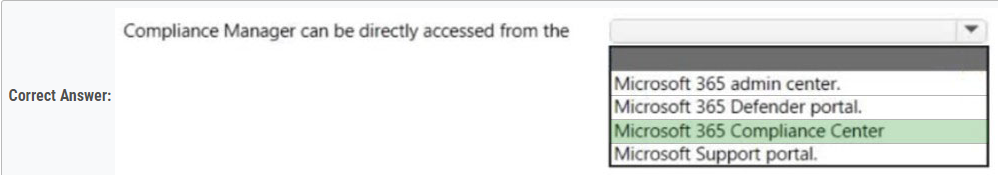 Compliance Manager can be directly accessed from the
Microsoft 365 admin center.
Microsoft 365 Defender portal.
Correct Answer:
Microsoft 365 Compliance Center
Microsoft Support portal.